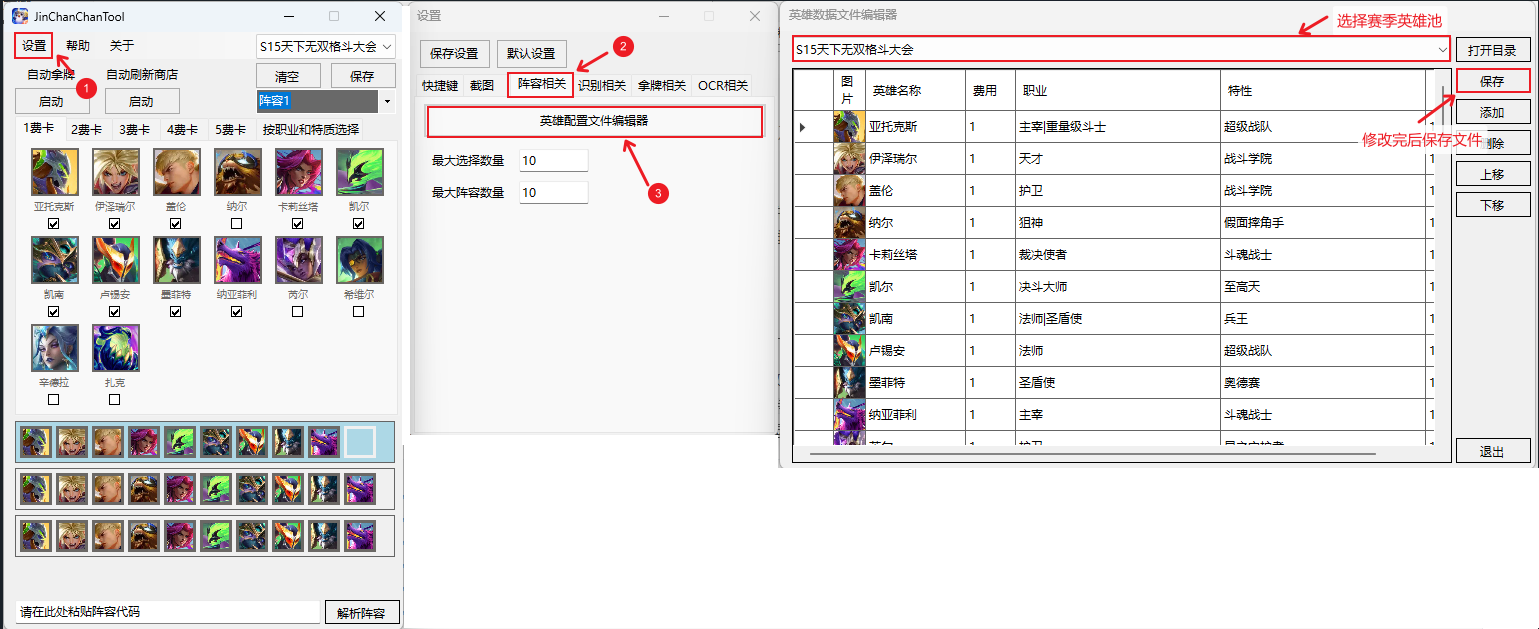 JinChanChanTool
设置 帮助 关于
S15天下无双格斗大会
自动拿牌 自动刷新商店
清空 保存
启动 启动
阵容1
1
1费卡 2费卡 3费卡 4费卡 5费卡 按职业和特质选择
亚托克斯 伊泽瑞尔 盖伦 纳尔 卡莉丝塔 凯尔
凯南 卢锡安 墨菲特 纳亚菲利 芮尔 希维尔
辛德拉 扎克
请在此处粘贴阵容代码
解析阵容
设置
保存设置 默认设置
2
快捷键 截图 阵容相关 识别相关 拿牌相关 OCR相关
英雄配置文件编辑器
最大选择数量 10
最大阵容数量 10
3
英雄数据文件编辑器
选择赛季英雄池
S15天下无双格斗大会
打开目录
保存
添加
删除
上移
下移
退出
修改完后保存文件
图片 英雄名称 费用 职业 特性
亚托克斯 1 主宰|重量级斗士 超级战队 1
伊泽瑞尔 1 天才 战斗学院 1
盖伦 1 护卫 战斗学院 1
纳尔 1 狙神 假面摔角手 1
卡莉丝塔 1 裁决使者 斗魂战士 1
凯尔 1 决斗大师 至高天 1
凯南 1 法师|圣盾使 兵王 1
卢锡安 1 法师 超级战队 1
墨菲特 1 圣盾使 奥德赛 1
纳亚菲利 1 主宰 斗魂战士 1